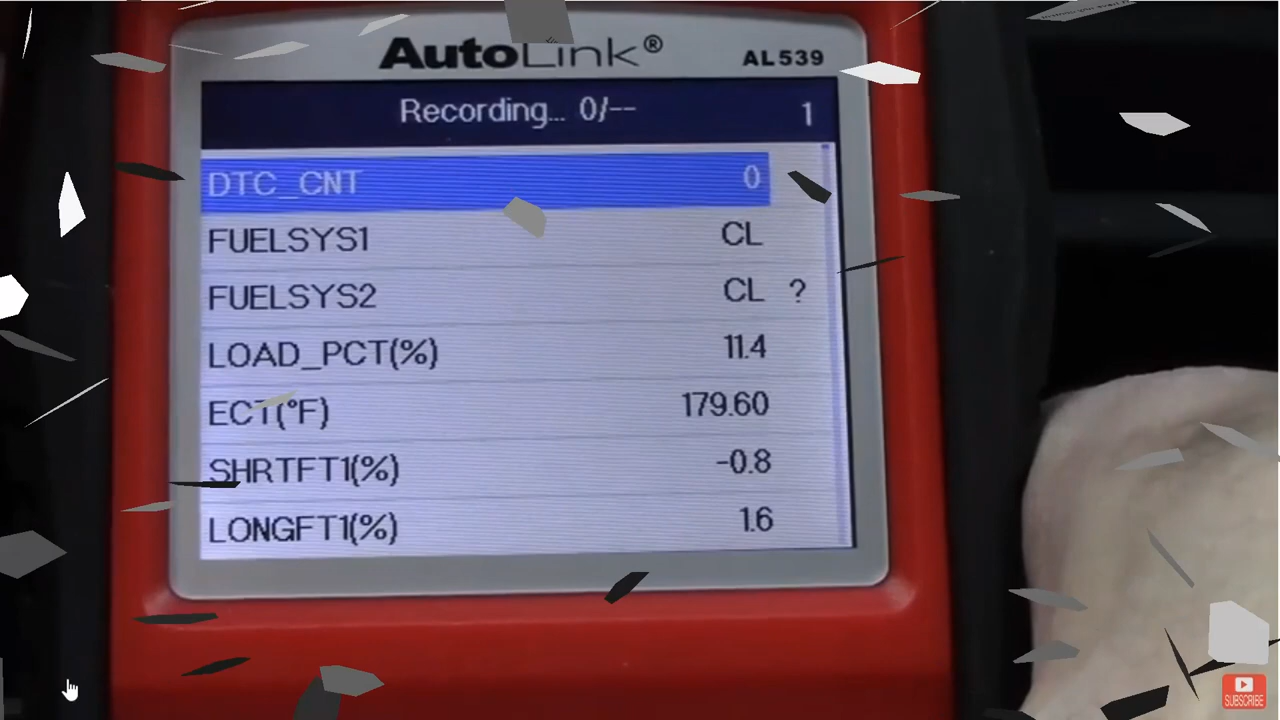 AutoLink® AL539
Recording... 0/-- 1
DTC_CNT 0
FUELSYS1 CL
FUELSYS2 CL ?
LOAD_PCT(%) 11.4
ECT(°F) 179.60
SHRTFT1(%) -0.8
LONGFT1(%) 1.6
SUBSCRIBE